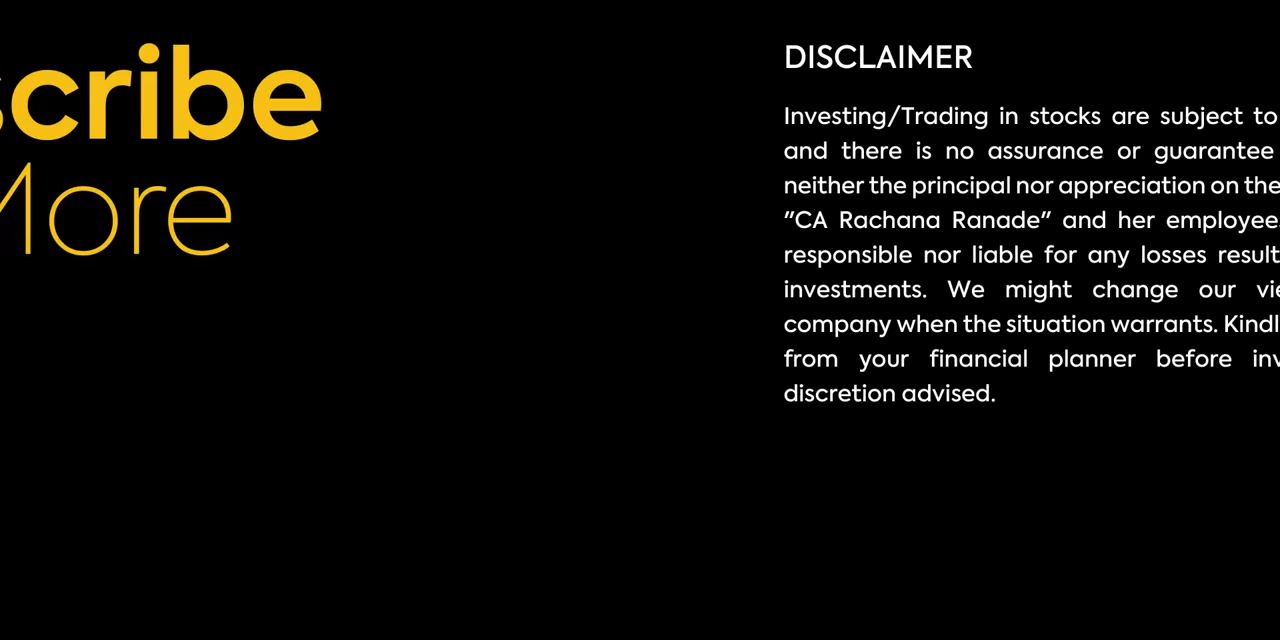 scribe
More
DISCLAIMER
Investing/Trading in stocks are subject to
and there is no assurance or guarantee
neither the principal nor appreciation on the
"CA Rachana Ranade" and her employees
responsible nor liable for any losses result
investments. We might change our vie
company when the situation warrants. Kindl
from your financial planner before inv
discretion advised.